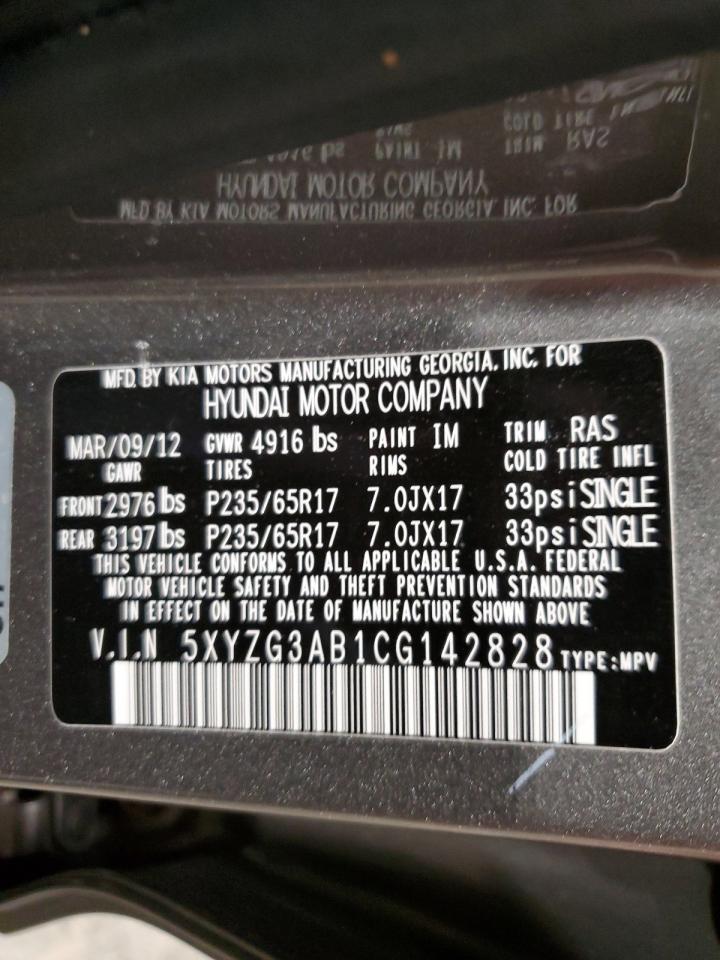 MFD. BY KIA MOTORS MANUFACTURING GEORGIA, INC. FOR
HYUNDAI MOTOR COMPANY
MAR/09/12 GVWR 4916 lbs PAINT IM TRIM RAS
GAWR TIRES RIMS COLD TIRE INFL
FRONT 2976 lbs P235/65R17 7.0JX17 33psi SINGLE
REAR 3197 lbs P235/65R17 7.0JX17 33psi SINGLE
THIS VEHICLE CONFORMS TO ALL APPLICABLE U.S.A. FEDERAL
MOTOR VEHICLE SAFETY AND THEFT PREVENTION STANDARDS
IN EFFECT ON THE DATE OF MANUFACTURE SHOWN ABOVE
V.I.N 5XYZG3AB1CG142828 TYPE:MPV